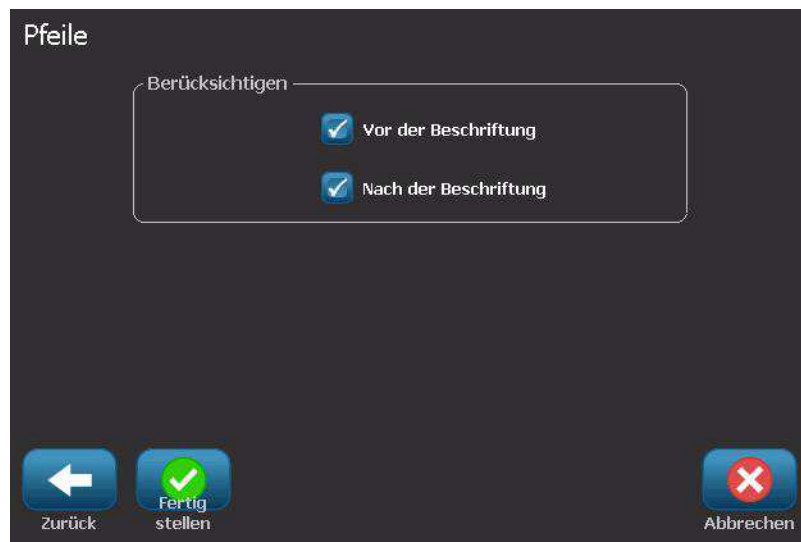 Pfeile
Berücksichtigen
Vor der Beschriftung
Nach der Beschriftung
Zurück
Fertig
stellen
Abbrechen